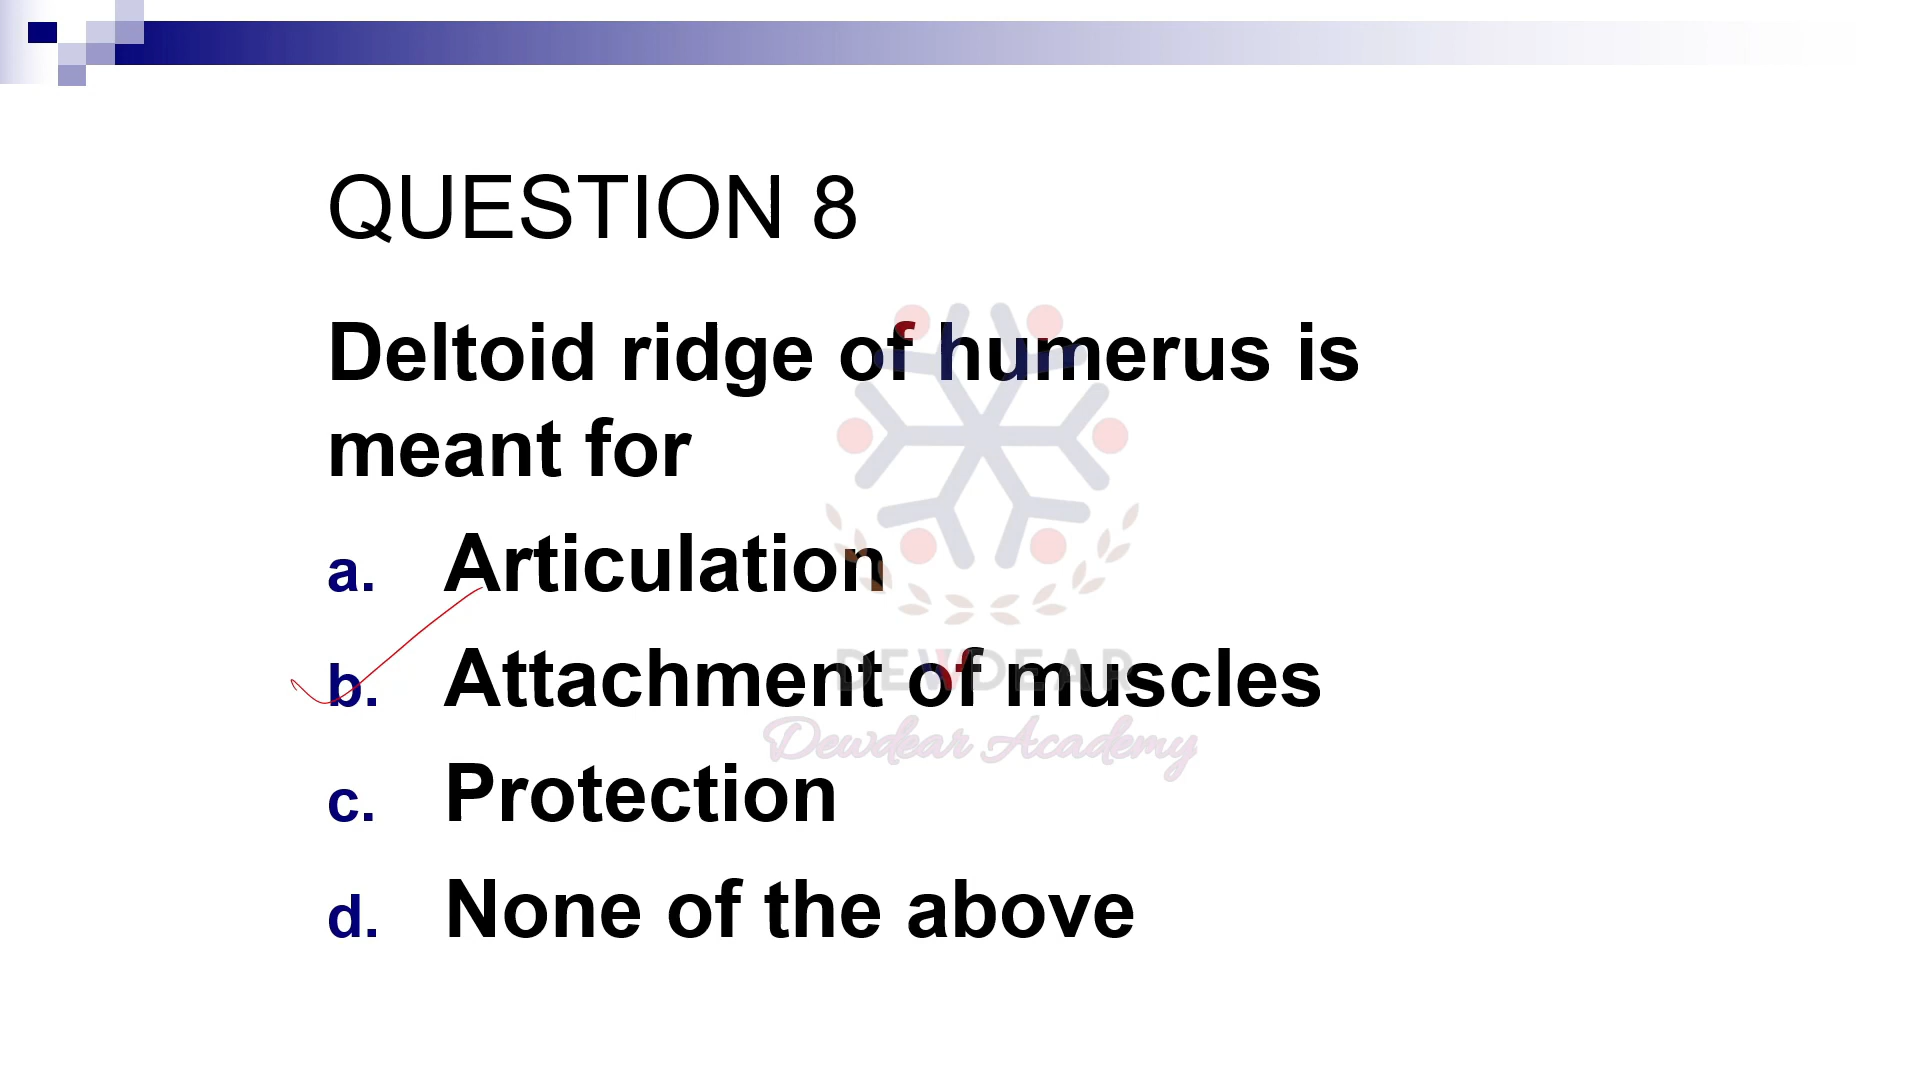 QUESTION 8
Deltoid ridge of humerus is
meant for
a. Articulation
b. Attachment of muscles
DEWDEAR
Dewdear Academy
c. Protection
d. None of the above